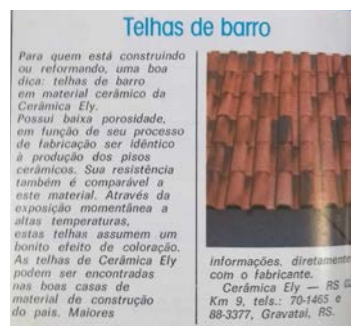 Telhas de barro
Para quem está construindo
ou reformando, uma boa
dica: telhas de barro
em material cerâmico da
Cerâmica Ely.
Possui baixa porosidade,
em função de seu processo
de fabricação ser idêntico
à produção dos pisos
cerâmicos. Sua resistência
também é comparável a
este material. Através da
exposição momentânea a
altas temperaturas,
estas telhas assumem um
bonito efeito de coloração.
As telhas de Cerâmica Ely
podem ser encontradas
nas boas casas de
material de construção
do país. Maiores
informações, diretamente
com o fabricante.
Cerâmica Ely — RS
Km 9, tels.: 70-1465 e
88-3377, Gravataí, RS.